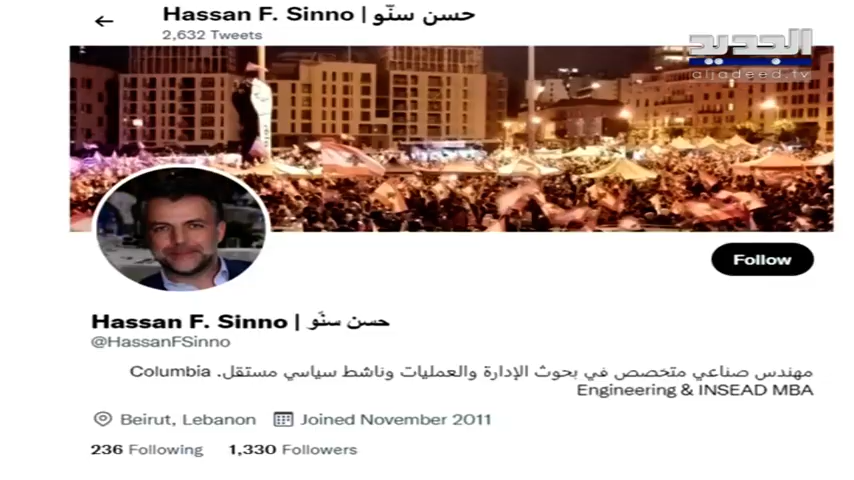 Hassan F. Sinno | حسن سنّو
2,632 Tweets
الجديد
aljadeed.tv
Follow
Hassan F. Sinno | حسن سنّو
@HassanFSinno
مهندس صناعي متخصص في بحوث الإدارة والعمليات وناشط سياسي مستقل. Columbia
Engineering & INSEAD MBA
Beirut, Lebanon Joined November 2011
236 Following 1,330 Followers